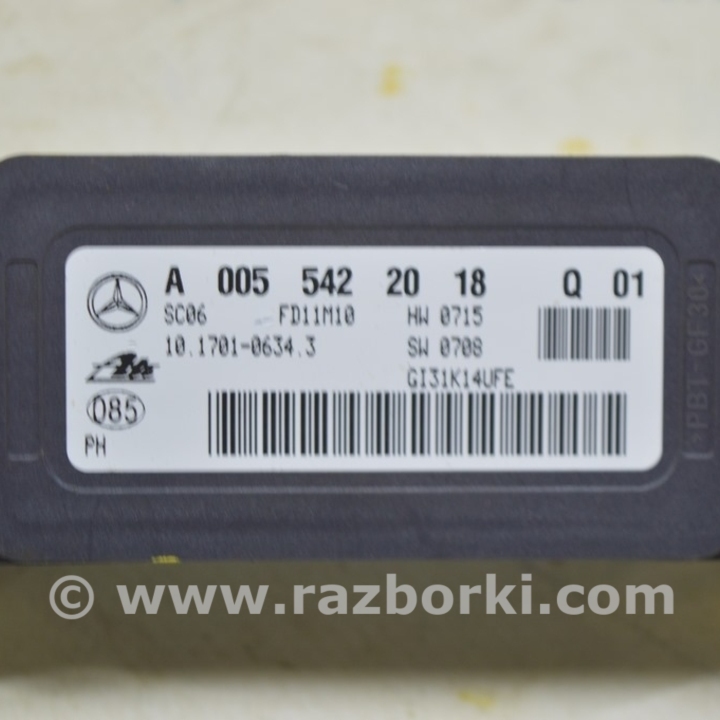 A 005 542 20 18 Q 01
SC06 FD11M10 HW 0715
10.1701-0634.3 SW 0708
GI31K14UFE
085
PH
>PBT-GF30<
© www.razborki.com